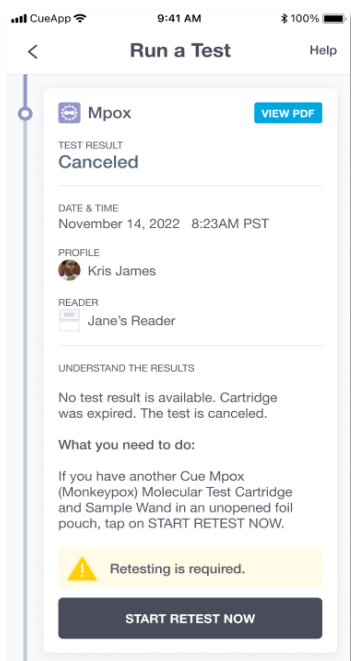 CueApp 9:41 AM 100%
Run a Test Help
Mpox VIEW PDF
TEST RESULT
Canceled
DATE & TIME
November 14, 2022 8:23AM PST
PROFILE
Kris James
READER
Jane’s Reader
UNDERSTAND THE RESULTS
No test result is available. Cartridge
was expired. The test is canceled.
What you need to do:
If you have another Cue Mpox
(Monkeypox) Molecular Test Cartridge
and Sample Wand in an unopened foil
pouch, tap on START RETEST NOW.
Retesting is required.
START RETEST NOW